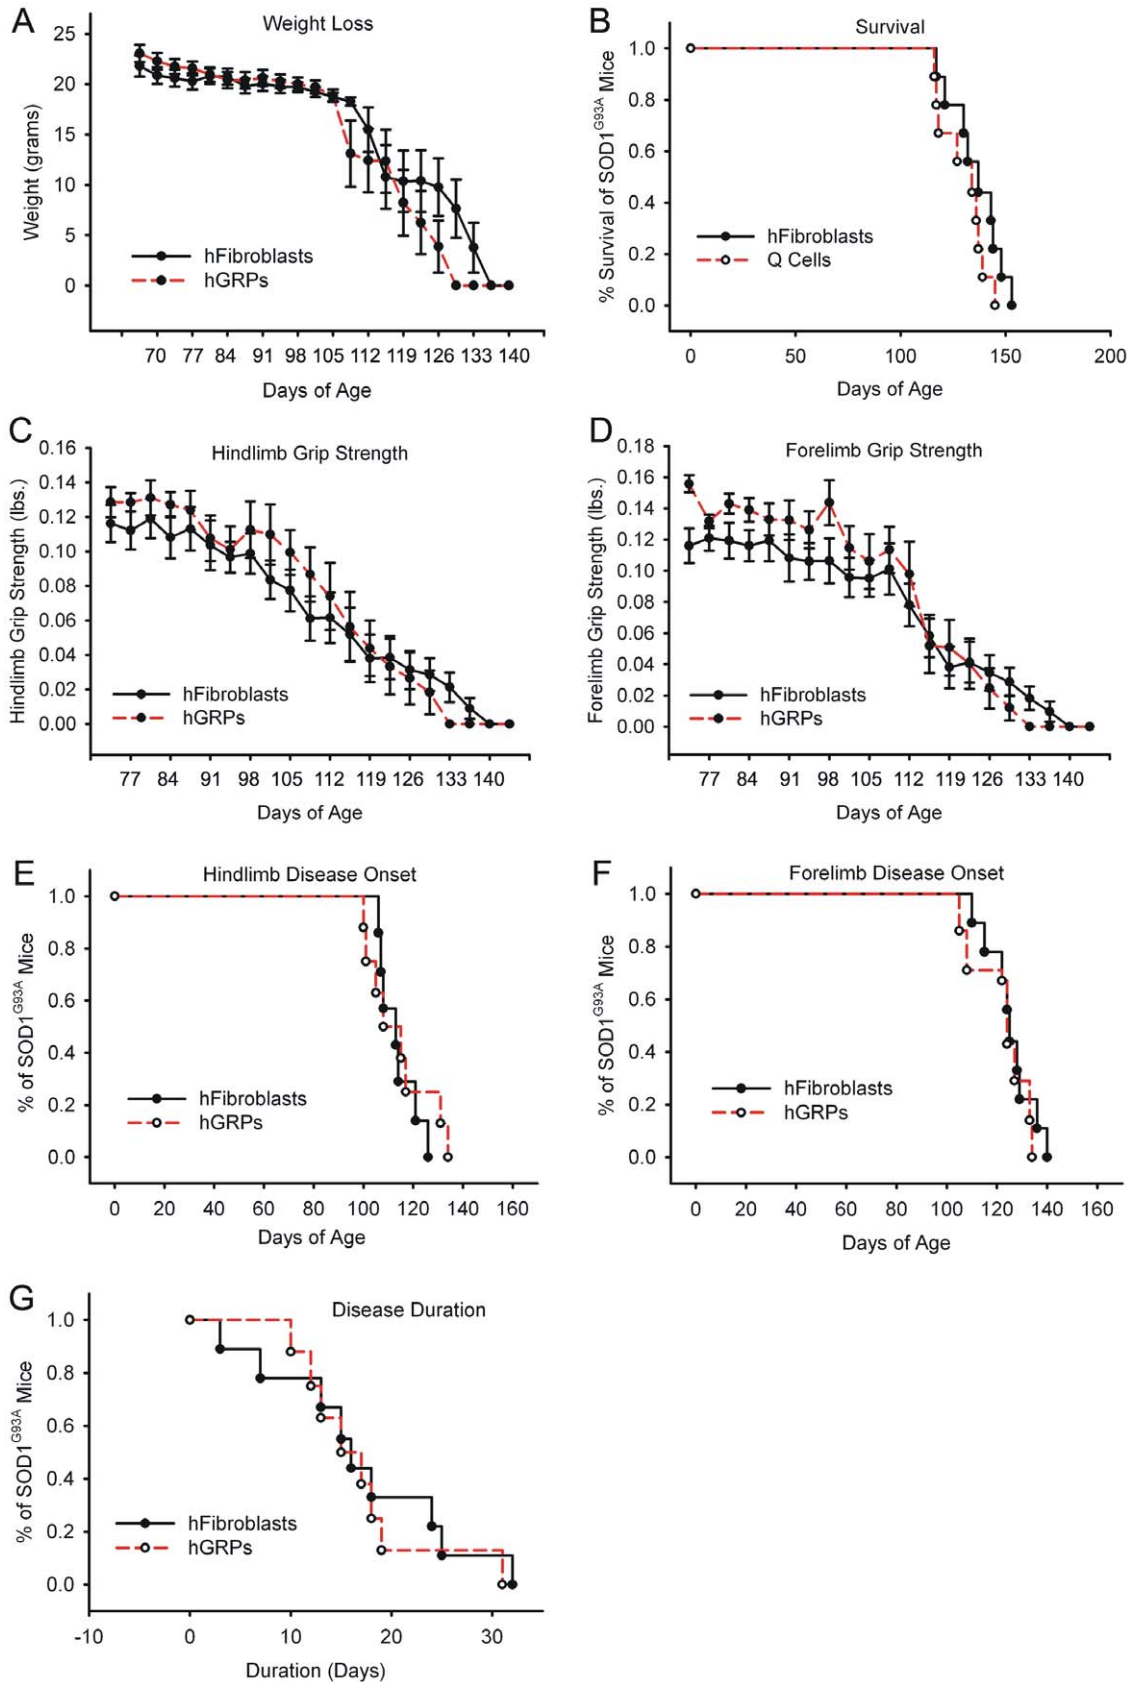 A
Weight Loss
25
20
15
10
5
0
Weight (grams)
hFibroblasts
hGRPs
70 77 84 91 98 105 112 119 126 133 140
Days of Age
B
Survival
1.0
0.8
0.6
0.4
0.2
0.0
% Survival of SOD1G93A Mice
hFibroblasts
Q Cells
0 50 100 150 200
Days of Age
C
Hindlimb Grip Strength
0.16
0.14
0.12
0.10
0.08
0.06
0.04
0.02
0.00
Hindlimb Grip Strength (lbs.)
hFibroblasts
hGRPs
77 84 91 98 105 112 119 126 133 140
Days of Age
D
Forelimb Grip Strength
0.18
0.16
0.14
0.12
0.10
0.08
0.06
0.04
0.02
0.00
Forelimb Grip Strength (lbs.)
hFibroblasts
hGRPs
77 84 91 98 105 112 119 126 133 140
Days of Age
E
Hindlimb Disease Onset
1.0
0.8
0.6
0.4
0.2
0.0
% of SOD1G93A Mice
hFibroblasts
hGRPs
0 20 40 60 80 100 120 140 160
Days of Age
F
Forelimb Disease Onset
1.0
0.8
0.6
0.4
0.2
0.0
% of SOD1G93A Mice
hFibroblasts
hGRPs
0 20 40 60 80 100 120 140 160
Days of Age
G
Disease Duration
1.0
0.8
0.6
0.4
0.2
0.0
% of SOD1G93A Mice
hFibroblasts
hGRPs
-10 0 10 20 30
Duration (Days)